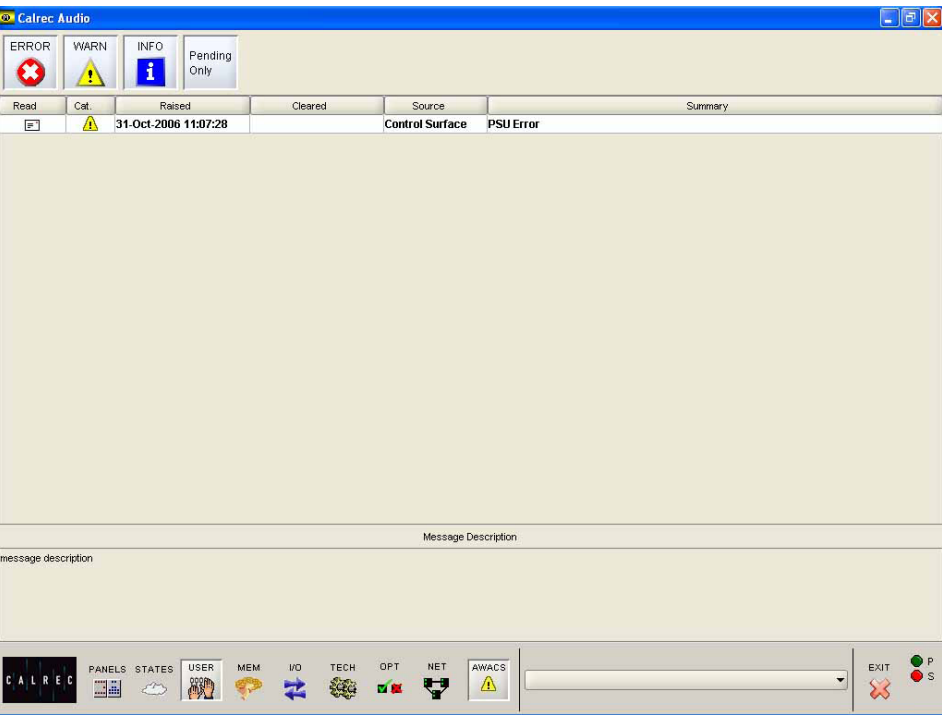 Calrec Audio
ERROR WARN INFO Pending Only
Read Cat. Raised Cleared Source Summary
31-Oct-2006 11:07:28 Control Surface PSU Error
Message Description
message description
CALREC PANELS STATES USER MEM I/O TECH OPT NET AWACS EXIT P
S